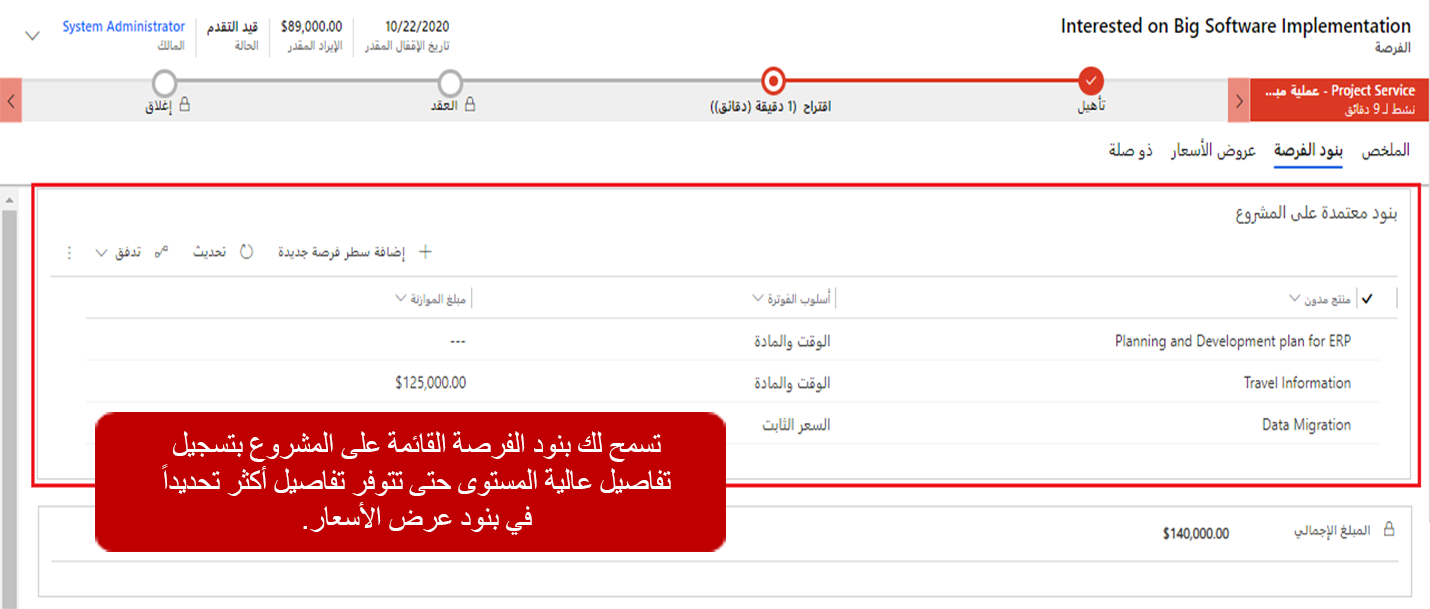 Interested on Big Software Implementation
الفرصة
10/22/2020
تاريخ الإقفال المقدر
$89,000.00
الإيراد المقدر
قيد التقدم
الحالة
System Administrator
المالك
Project Service - عملية مبـ...
نشط لـ 9 دقائق
تأهيل
اقتراح (1 دقيقة (دقائق))
العقد
إغلاق
الملخص بنود الفرصة عروض الأسعار ذو صلة
بنود معتمدة على المشروع
إضافة سطر فرصة جديدة تحديث تدفق
منتج مدون أسلوب الفوترة مبلغ الموازنة
Planning and Development plan for ERP الوقت والمادة ---
Travel Information الوقت والمادة $125,000.00
Data Migration السعر الثابت
تسمح لك بنود الفرصة القائمة على المشروع بتسجيل
تفاصيل عالية المستوى حتى تتوفر تفاصيل أكثر تحديداً
في بنود عرض الأسعار.
المبلغ الإجمالي $140,000.00